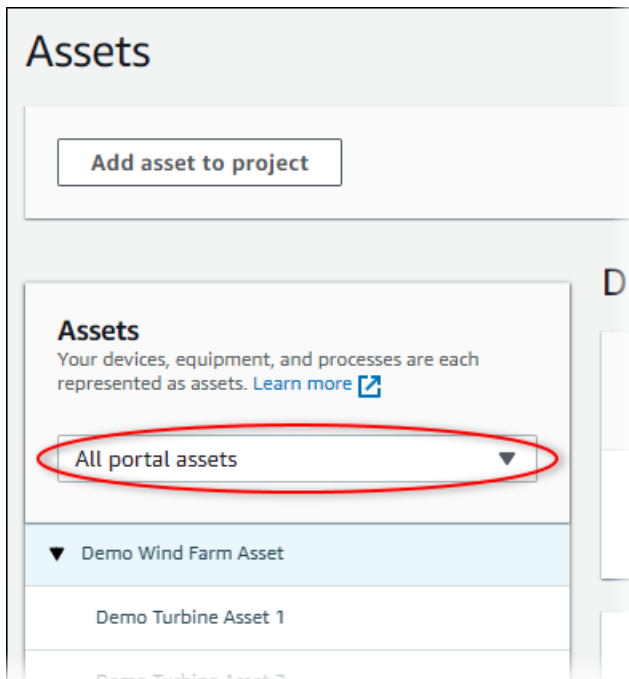 Assets
Add asset to project
D
Assets
Your devices, equipment, and processes are each
represented as assets. Learn more
All portal assets
Demo Wind Farm Asset
Demo Turbine Asset 1